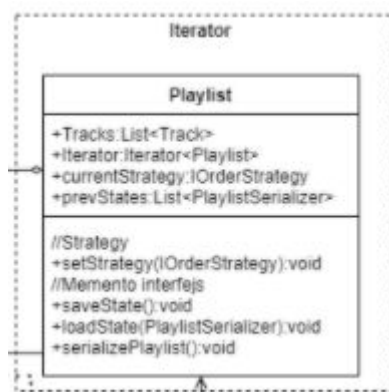 Iterator
Playlist
+Tracks:List<Track>
+Iterator:Iterator<Playlist>
+currentStrategy:IOrderStrategy
+prevStates:List<PlaylistSerializer>
//Strategy
+setStrategy(IOrderStrategy):void
//Memento interfejs
+saveState():void
+loadState(PlaylistSerializer):void
+serializePlaylist():void